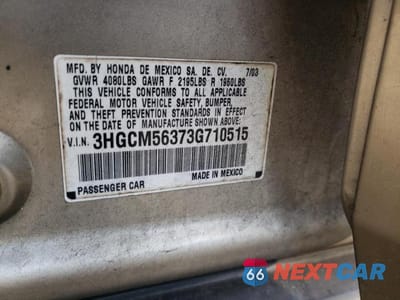 MFD. BY HONDA DE MEXICO SA. DE. CV. 7/03
GVWR 4080LBS GAWR F 2195LBS R 1960LBS
THIS VEHICLE CONFORMS TO ALL APPLICABLE
FEDERAL MOTOR VEHICLE SAFETY, BUMPER,
AND THEFT PREVENTION STANDARDS IN EFFECT
ON THE DATE OF MANUFACTURE SHOWN ABOVE.
V.I.N. 3HGCM56373G710515
PASSENGER CAR MADE IN MEXICO
66 NEXTCAR